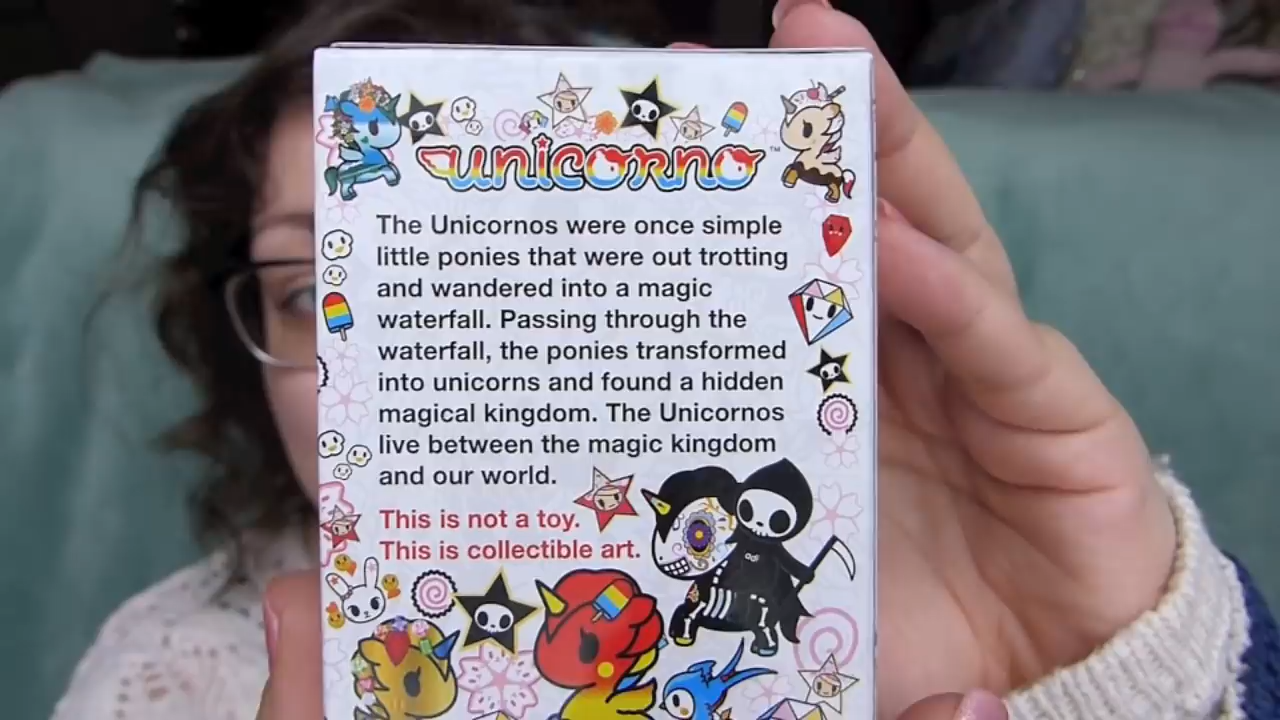 unicorno™
The Unicornos were once simple
little ponies that were out trotting
and wandered into a magic
waterfall. Passing through the
waterfall, the ponies transformed
into unicorns and found a hidden
magical kingdom. The Unicornos
live between the magic kingdom
and our world.
This is not a toy.
This is collectible art.
adi